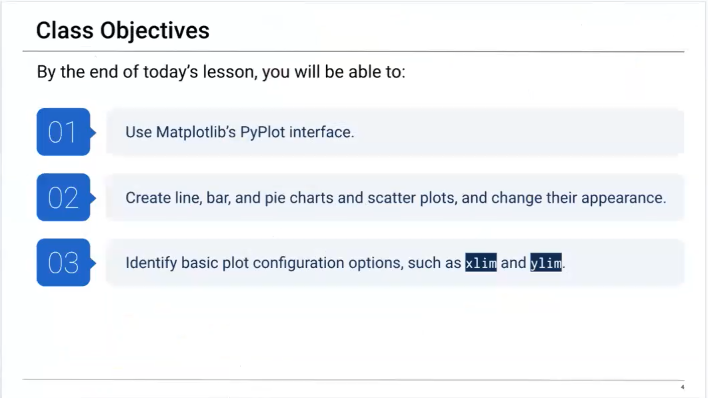 Class Objectives
By the end of today's lesson, you will be able to:
01
Use Matplotlib's PyPlot interface.
02
Create line, bar, and pie charts and scatter plots, and change their appearance.
03
Identify basic plot configuration options, such as xlim and ylim.
4